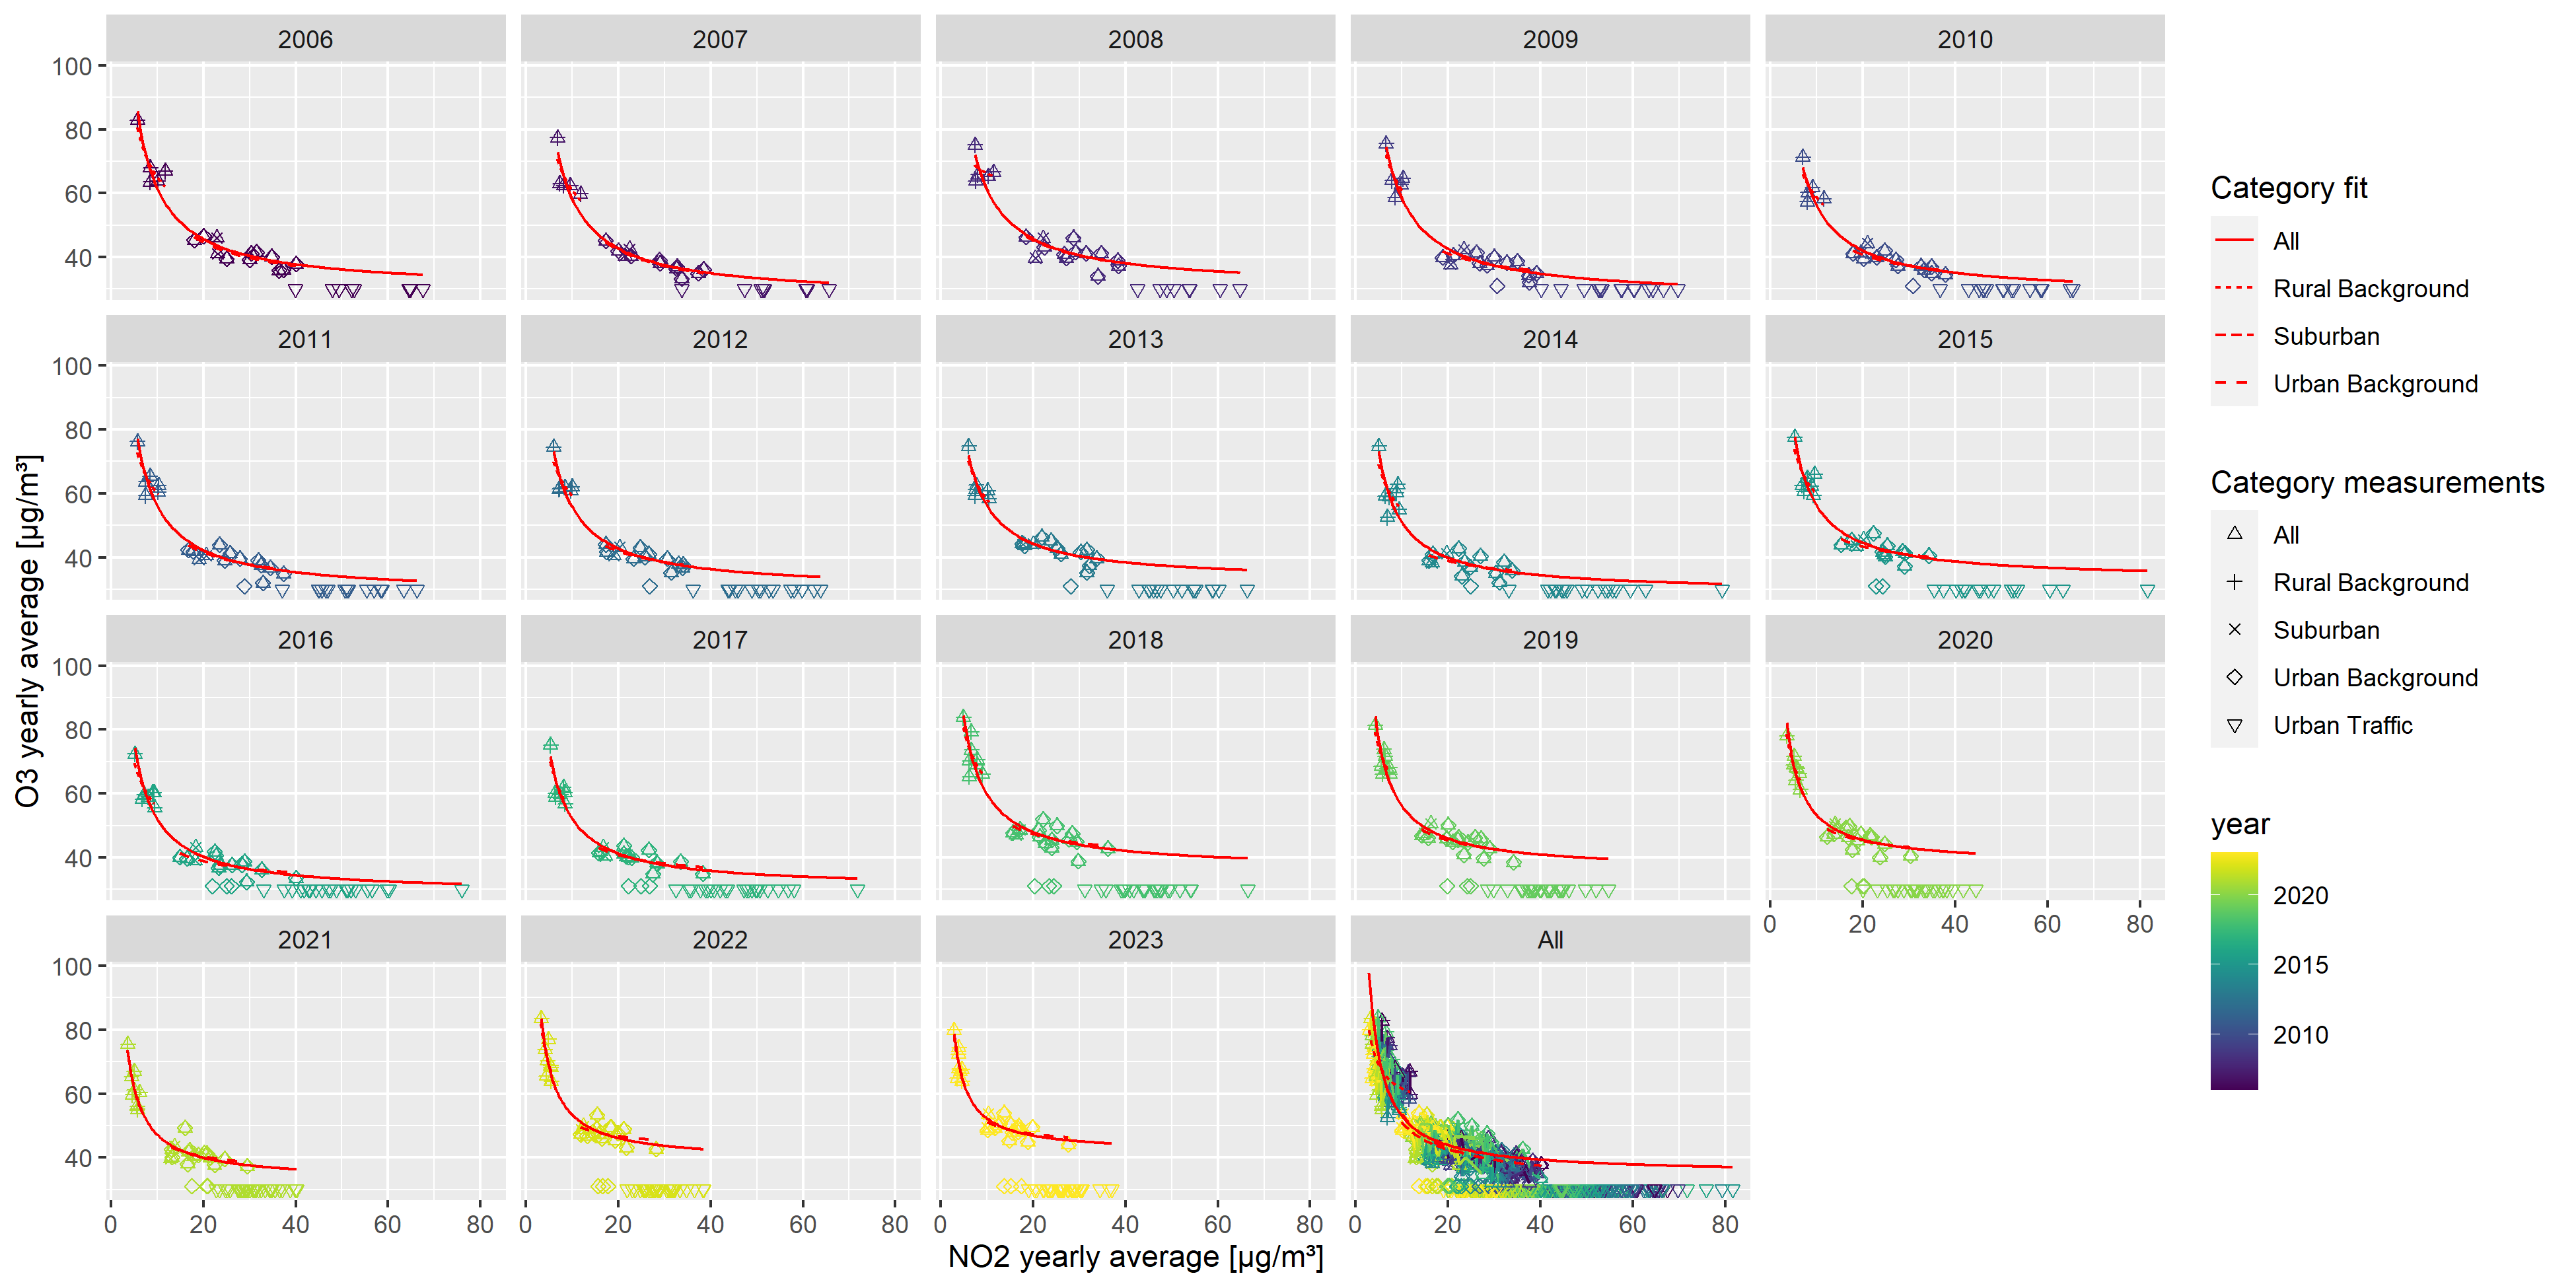 2006
2007
2008
2009
2010
100
80
60
40
2011
2012
2013
2014
2015
100
80
60
40
2016
2017
2018
2019
2020
100
80
60
40
0 20 40 60 80
2021
2022
2023
All
100
80
60
40
0 20 40 60 80
0 20 40 60 80
0 20 40 60 80
0 20 40 60 80
NO2 yearly average [µg/m³]
O3 yearly average [µg/m³]
Category fit
All
Rural Background
Suburban
Urban Background
Category measurements
All
Rural Background
Suburban
Urban Background
Urban Traffic
year
2020
2015
2010